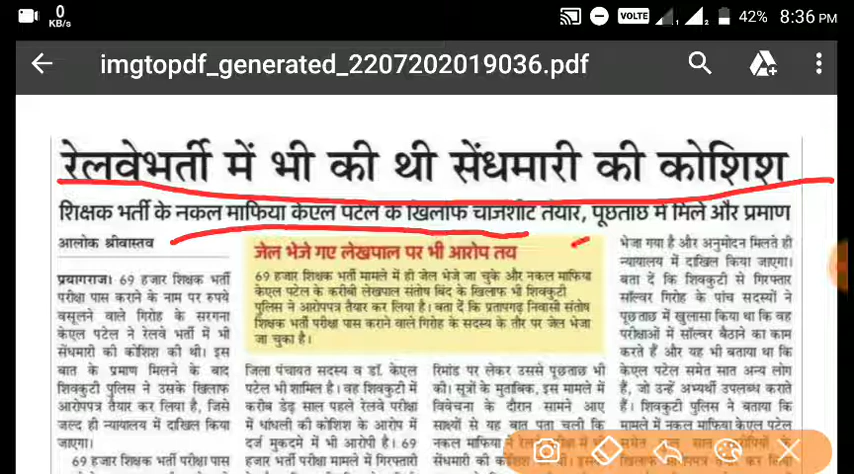 0
KB/s
VOLTE
1
2
42%
8:36 PM
imgtopdf_generated_2207202019036.pdf
रेलवेभर्ती में भी की थी सेंधमारी की कोशिश
शिक्षक भर्ती के नकल माफिया केएल पटेल के खिलाफ चार्जशीट तैयार, पूछताछ में मिले और प्रमाण
आलोक श्रीवास्तव
प्रयागराज। 69 हजार शिक्षक भर्ती
परीक्षा पास कराने के नाम पर रुपये
वसूलने वाले गिरोह के सरगना
केएल पटेल ने रेलवे भर्ती में भी
सेंधमारी की कोशिश की थी। इस
बात के प्रमाण मिलने के बाद
शिवकुटी पुलिस ने उसके खिलाफ
आरोपपत्र तैयार कर लिया है, जिसे
जल्द ही न्यायालय में दाखिल किया
जाएगा।
69 हजार शिक्षक भर्ती परीक्षा पास
जेल भेजे गए लेखपाल पर भी आरोप तय
69 हजार शिक्षक भर्ती मामले में ही जेल भेजे जा चुके और नकल माफिया
केएल पटेल के करीबी लेखपाल संतोष बिंद के खिलाफ भी शिवकुटी
पुलिस ने आरोपपत्र तैयार कर लिया है। बता दें कि प्रतापगढ़ निवासी संतोष
शिक्षक भर्ती परीक्षा पास कराने वाले गिरोह के सदस्य के तौर पर जेल भेजा
जा चुका है।
जिला पंचायत सदस्य व डॉ. केएल
पटेल भी शामिल है। वह शिवकुटी में
करीब डेढ़ साल पहले रेलवे परीक्षा
में धांधली की कोशिश के आरोप में
दर्ज मुकदमे में भी आरोपी है। 69
हजार भर्ती परीक्षा मामले में गिरफ्तारी
रिमांड पर लेकर उससे पूछताछ भी
की। सूत्रों के मुताबिक, इस मामले में
विवेचना के दौरान सामने आए
साक्ष्यों से यह बात पता चली कि
नकल माफिया ने रेलवे में भी
सेंधमारी की कोशिश की थी।
भेजा गया है और अनुमोदन मिलते ही
न्यायालय में दाखिल किया जाएगा।
बता दें कि शिवकुटी से गिरफ्तार
सॉल्वर गिरोह के पांच सदस्यों ने
पूछताछ में खुलासा किया था कि वह
परीक्षाओं में सॉल्वर बैठाने का काम
करते हैं और यह भी बताया था कि
केएल पटेल समेत सात अन्य लोग
हैं, जो उन्हें अभ्यर्थी उपलब्ध कराते
हैं। शिवकुटी पुलिस ने बताया कि
मामले में नकल माफिया केएल पटेल
समेत सात